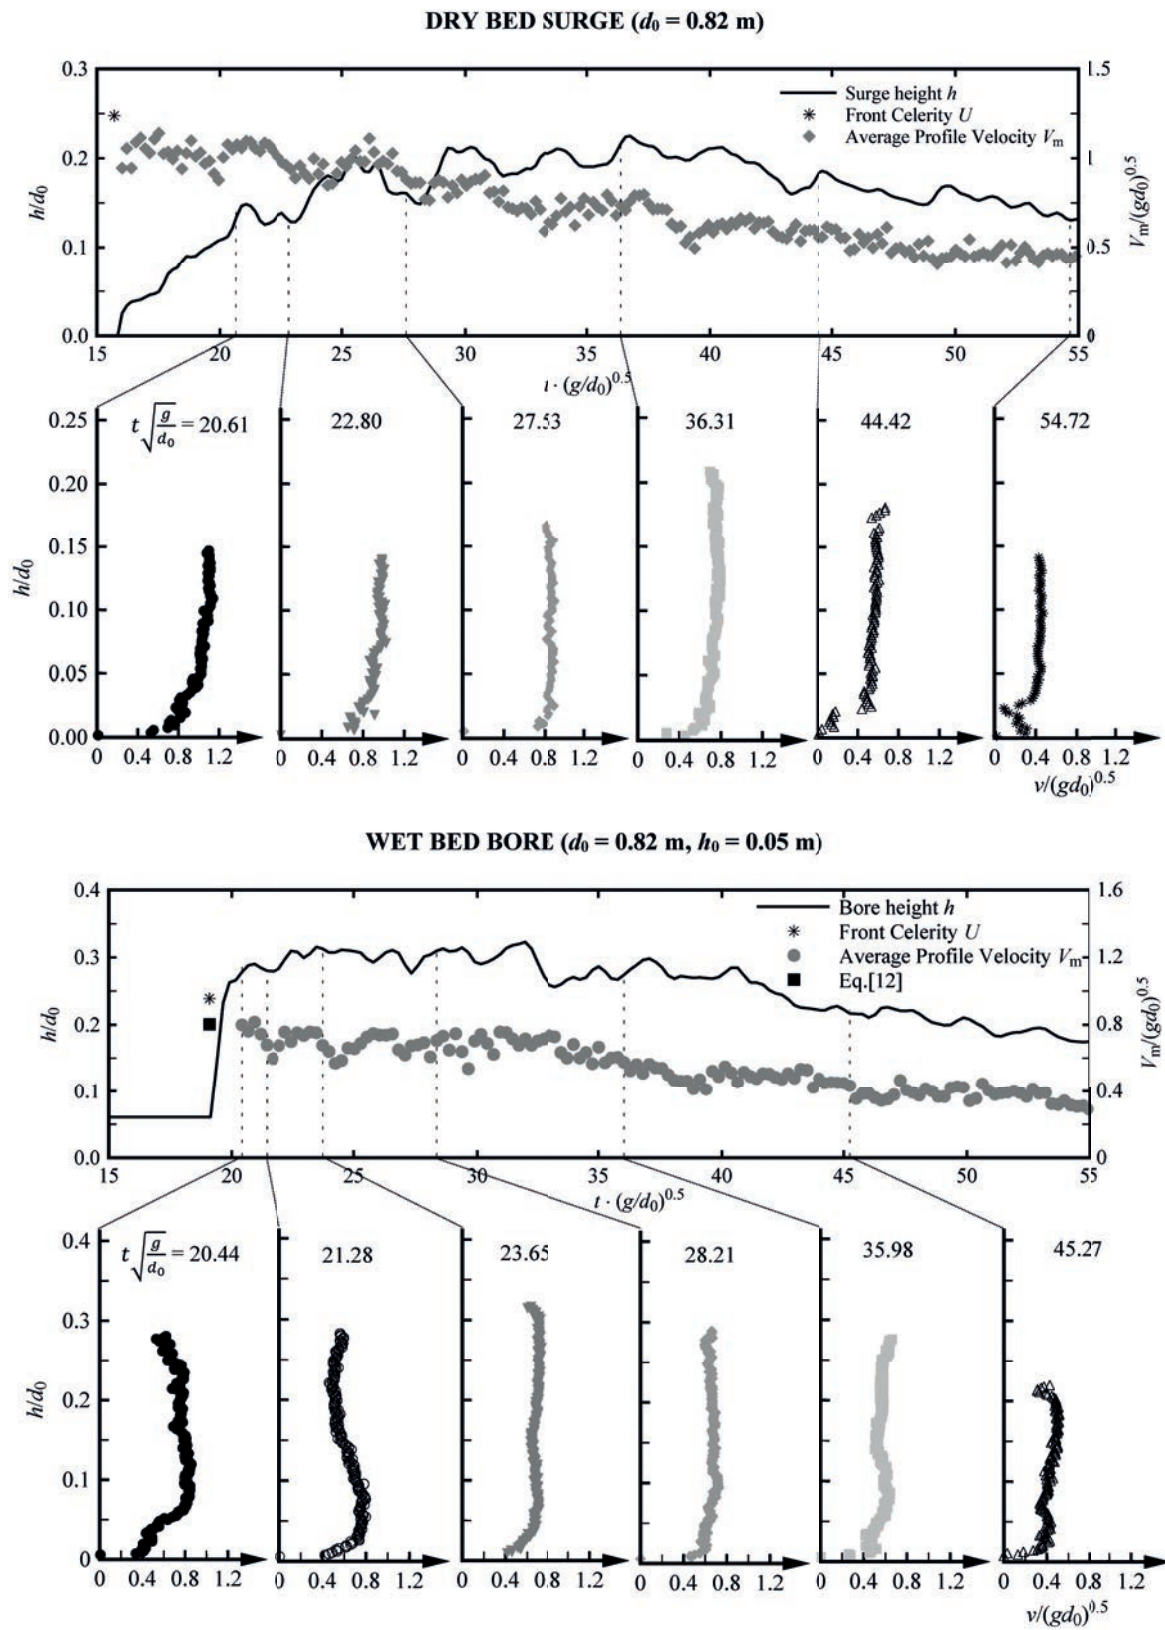 DRY BED SURGE (d₀ = 0.82 m)
0.3
0.2
0.1
0.0
h/d₀
1.5
1
0.5
0
Vₘ/(gd₀)^0.5
Surge height h
Front Celerity U
Average Profile Velocity Vₘ
15 20 25 30 35 40 45 50 55
t · (g/d₀)^0.5
0.25
0.20
0.15
0.10
0.05
0.00
h/d₀
t√(g/d₀) = 20.61 22.80 27.53 36.31 44.42 54.72
0 0.4 0.8 1.2 0 0.4 0.8 1.2 0 0.4 0.8 1.2 0 0.4 0.8 1.2 0 0.4 0.8 1.2 0 0.4 0.8 1.2
v/(gd₀)^0.5
WET BED BORE (d₀ = 0.82 m, h₀ = 0.05 m)
0.4
0.3
0.2
0.1
0.0
h/d₀
1.6
1.2
0.8
0.4
0
Vₘ/(gd₀)^0.5
Bore height h
Front Celerity U
Average Profile Velocity Vₘ
Eq.[12]
15 20 25 30 35 40 45 50 55
t · (g/d₀)^0.5
0.4
0.3
0.2
0.1
0
h/d₀
t√(g/d₀) = 20.44 21.28 23.65 28.21 35.98 45.27
0 0.4 0.8 1.2 0 0.4 0.8 1.2 0 0.4 0.8 1.2 0 0.4 0.8 1.2 0 0.4 0.8 1.2 0 0.4 0.8 1.2
v/(gd₀)^0.5